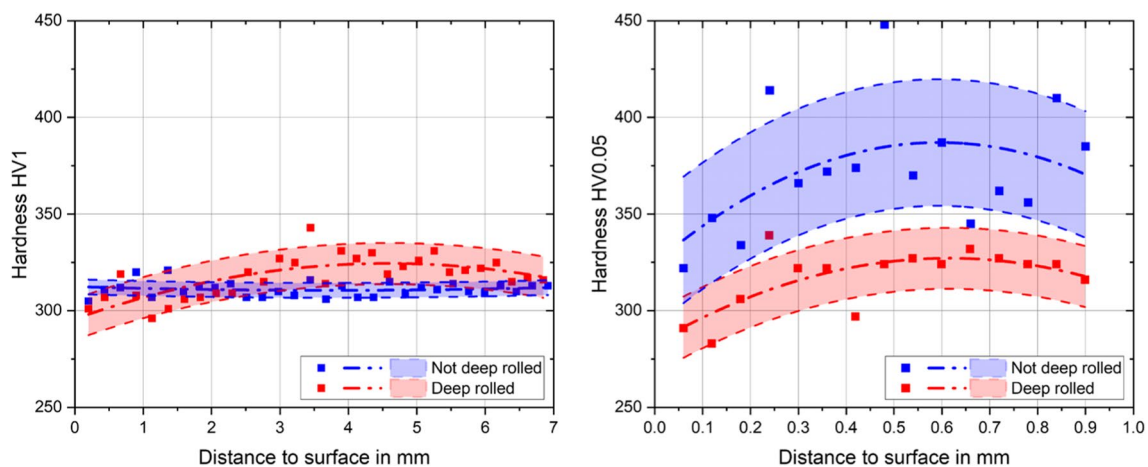 450
400
350
300
250
Hardness HV1
0 1 2 3 4 5 6 7
Distance to surface in mm
Not deep rolled
Deep rolled
450
400
350
300
250
Hardness HV0.05
0.0 0.1 0.2 0.3 0.4 0.5 0.6 0.7 0.8 0.9 1.0
Distance to surface in mm
Not deep rolled
Deep rolled